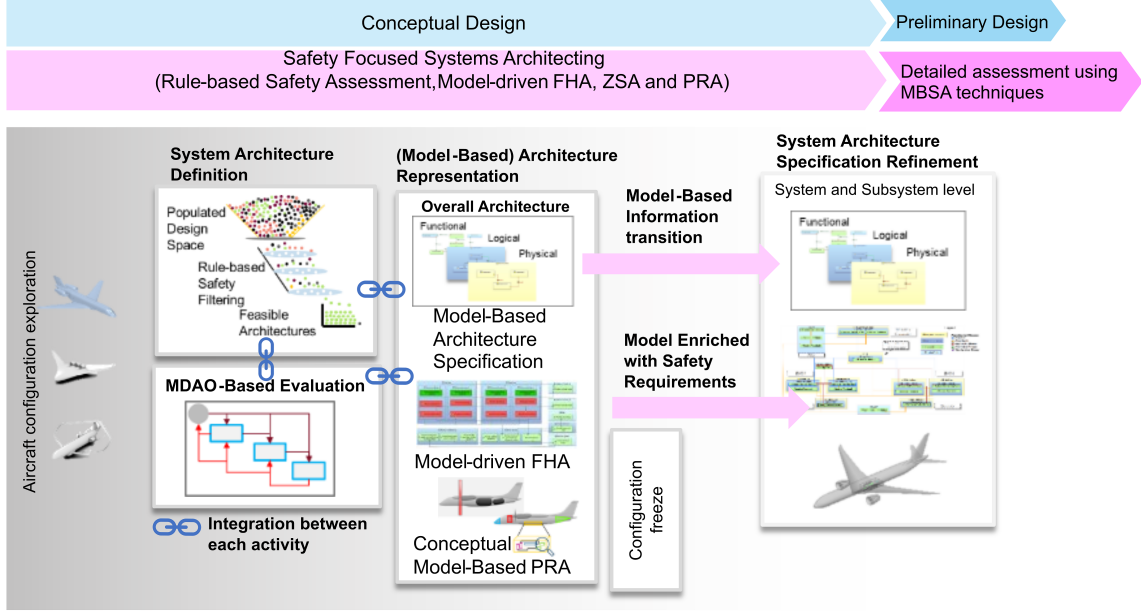 Conceptual Design
Preliminary Design
Safety Focused Systems Architecting
(Rule-based Safety Assessment,Model-driven FHA, ZSA and PRA)
Detailed assessment using
MBSA techniques
Aircraft configuration exploration
System Architecture
Definition
Populated
Design
Space
Rule-based
Safety
Filtering
Feasible
Architectures
MDAO-Based Evaluation
Integration between
each activity
(Model-Based) Architecture
Representation
Overall Architecture
Functional
Logical
Physical
Model-Based
Architecture
Specification
Model-driven FHA
Conceptual
Model-Based PRA
Model-Based
Information
transition
Model Enriched
with Safety
Requirements
Configuration
freeze
System Architecture
Specification Refinement
System and Subsystem level
Functional
Logical
Physical